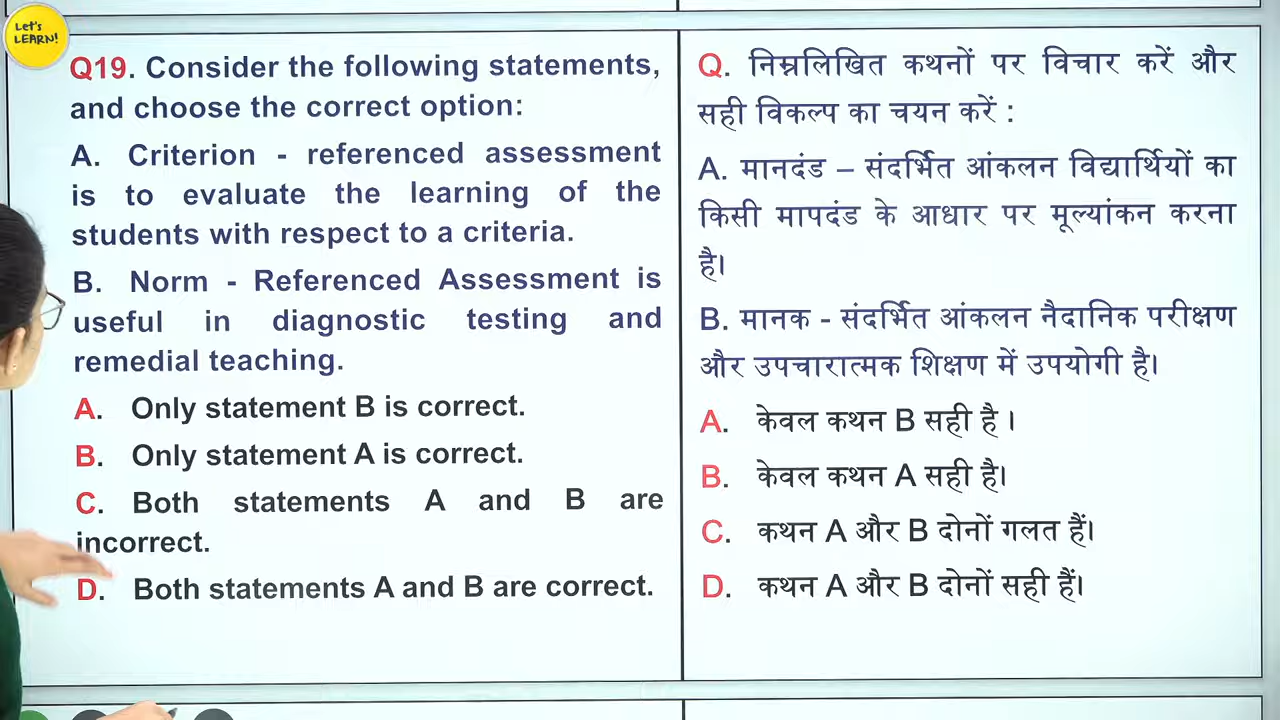 Let's
LEARN!
Q19. Consider the following statements,
and choose the correct option:
A. Criterion - referenced assessment
is to evaluate the learning of the
students with respect to a criteria.
B. Norm - Referenced Assessment is
useful in diagnostic testing and
remedial teaching.
A. Only statement B is correct.
B. Only statement A is correct.
C. Both statements A and B are
incorrect.
D. Both statements A and B are correct.
Q. निम्नलिखित कथनों पर विचार करें और
सही विकल्प का चयन करें :
A. मानदंड – संदर्भित आंकलन विद्यार्थियों का
किसी मापदंड के आधार पर मूल्यांकन करना
है।
B. मानक - संदर्भित आंकलन नैदानिक परीक्षण
और उपचारात्मक शिक्षण में उपयोगी है।
A. केवल कथन B सही है ।
B. केवल कथन A सही है।
C. कथन A और B दोनों गलत हैं।
D. कथन A और B दोनों सही हैं।